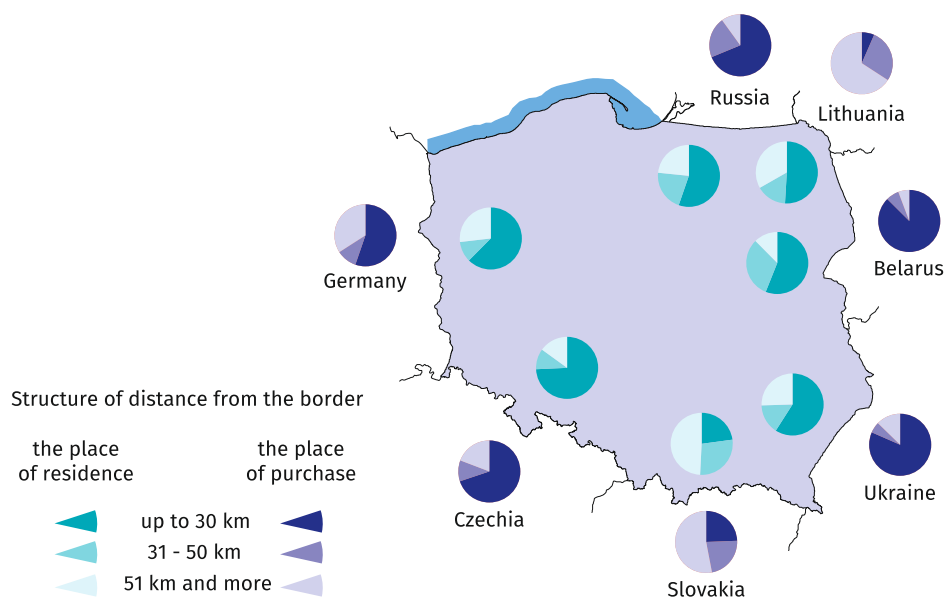 Russia
Lithuania
Belarus
Germany
Structure of distance from the border
the place
of residence
the place
of purchase
up to 30 km
31 - 50 km
51 km and more
Czechia
Ukraine
Slovakia